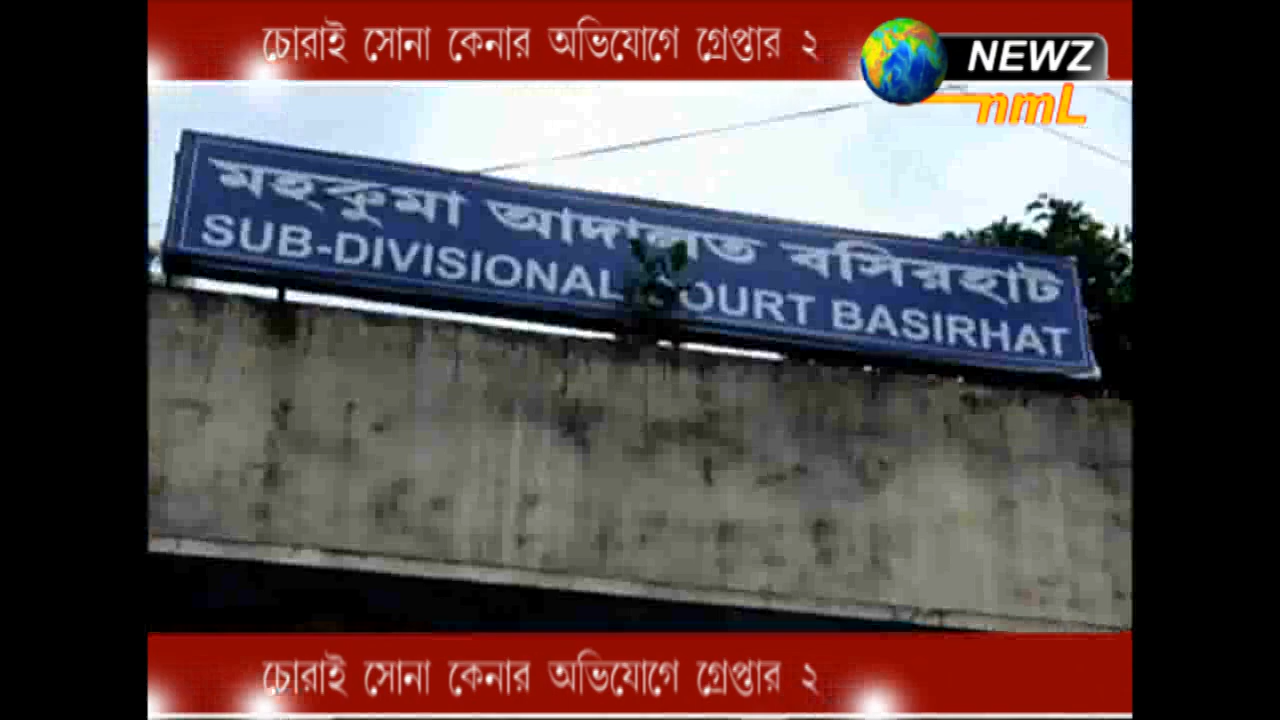 চোরাই সোনা কেনার অভিযোগে গ্রেপ্তার ২
NEWZ
nmL
মহকুমা আদালত বসিরহাট
SUB-DIVISIONAL COURT BASIRHAT
চোরাই সোনা কেনার অভিযোগে গ্রেপ্তার ২